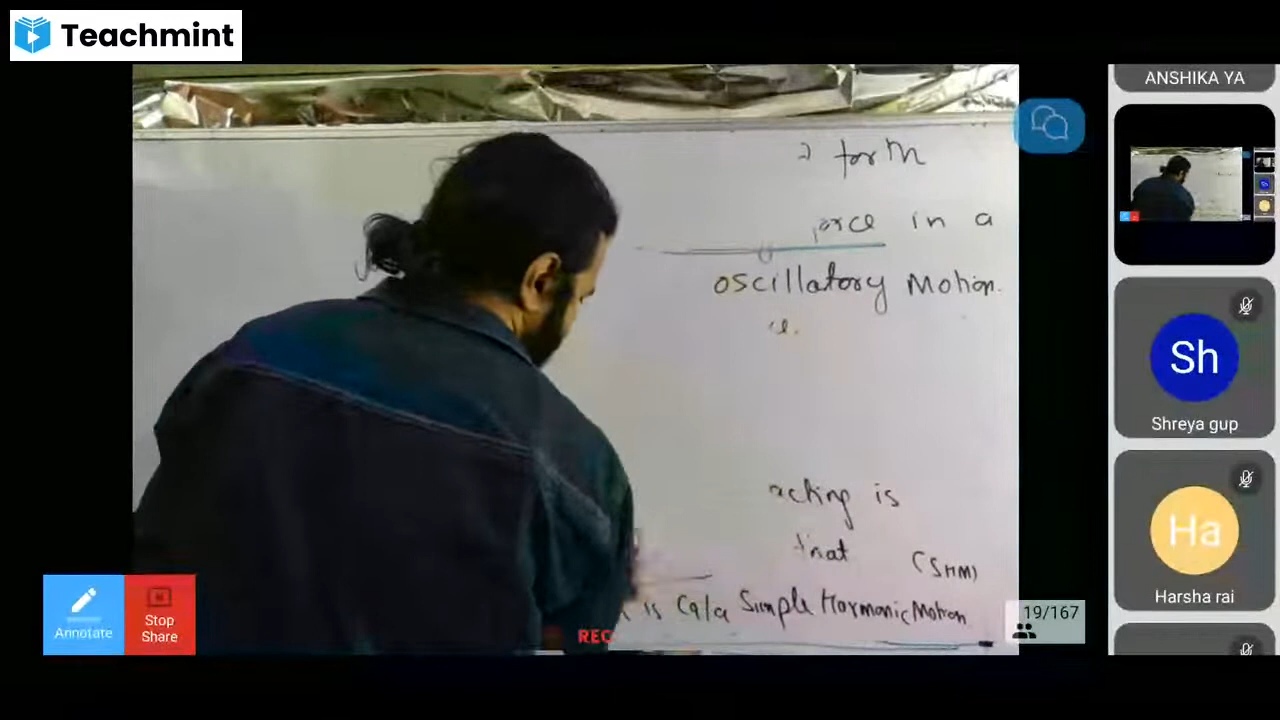 Teachmint
ANSHIKA YA
to form
in a
oscillatory Motion.
Sh
Shreya gup
acting is
that (SHM)
is Ca/a Simple Harmonic Motion
Ha
Harsha rai
Annotate
Stop
Share
REC
19/167